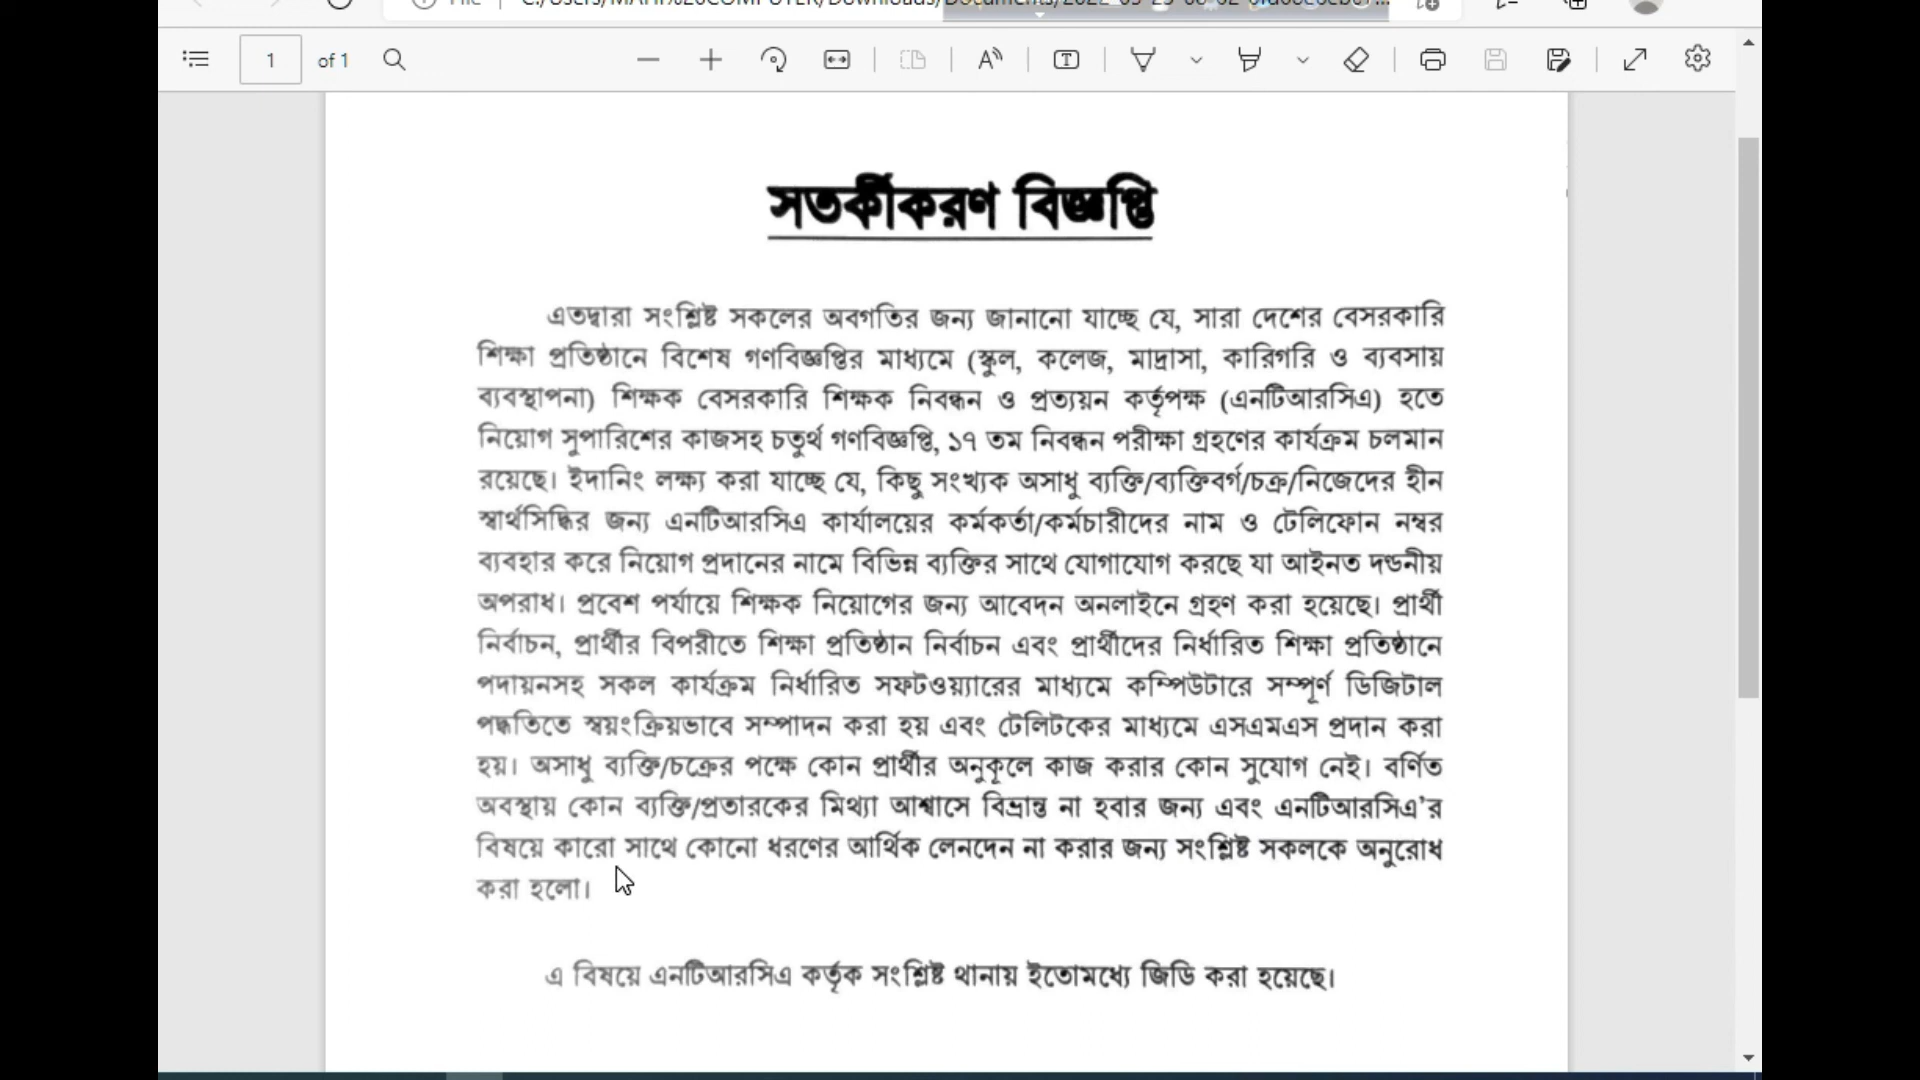 1 of 1
সতর্কীকরণ বিজ্ঞপ্তি
এতদ্বারা সংশ্লিষ্ট সকলের অবগতির জন্য জানানো যাচ্ছে যে, সারা দেশের বেসরকারি
শিক্ষা প্রতিষ্ঠানে বিশেষ গণবিজ্ঞপ্তির মাধ্যমে (স্কুল, কলেজ, মাদ্রাসা, কারিগরি ও ব্যবসায়
ব্যবস্থাপনা) শিক্ষক বেসরকারি শিক্ষক নিবন্ধন ও প্রত্যয়ন কর্তৃপক্ষ (এনটিআরসিএ) হতে
নিয়োগ সুপারিশের কাজসহ চতুর্থ গণবিজ্ঞপ্তি, ১৭ তম নিবন্ধন পরীক্ষা গ্রহণের কার্যক্রম চলমান
রয়েছে। ইদানিং লক্ষ্য করা যাচ্ছে যে, কিছু সংখ্যক অসাধু ব্যক্তি/ব্যক্তিবর্গ/চক্র/নিজেদের হীন
স্বার্থসিদ্ধির জন্য এনটিআরসিএ কার্যালয়ের কর্মকর্তা/কর্মচারীদের নাম ও টেলিফোন নম্বর
ব্যবহার করে নিয়োগ প্রদানের নামে বিভিন্ন ব্যক্তির সাথে যোগাযোগ করছে যা আইনত দণ্ডনীয়
অপরাধ। প্রবেশ পর্যায়ে শিক্ষক নিয়োগের জন্য আবেদন অনলাইনে গ্রহণ করা হয়েছে। প্রার্থী
নির্বাচন, প্রার্থীর বিপরীতে শিক্ষা প্রতিষ্ঠান নির্বাচন এবং প্রার্থীদের নির্ধারিত শিক্ষা প্রতিষ্ঠানে
পদায়নসহ সকল কার্যক্রম নির্ধারিত সফটওয়্যারের মাধ্যমে কম্পিউটারে সম্পূর্ণ ডিজিটাল
পদ্ধতিতে স্বয়ংক্রিয়ভাবে সম্পাদন করা হয় এবং টেলিটকের মাধ্যমে এসএমএস প্রদান করা
হয়। অসাধু ব্যক্তি/চক্রের পক্ষে কোন প্রার্থীর অনুকূলে কাজ করার কোন সুযোগ নেই। বর্ণিত
অবস্থায় কোন ব্যক্তি/প্রতারকের মিথ্যা আশ্বাসে বিভ্রান্ত না হবার জন্য এবং এনটিআরসিএ’র
বিষয়ে কারো সাথে কোনো ধরণের আর্থিক লেনদেন না করার জন্য সংশ্লিষ্ট সকলকে অনুরোধ
করা হলো।
এ বিষয়ে এনটিআরসিএ কর্তৃক সংশ্লিষ্ট থানায় ইতোমধ্যে জিডি করা হয়েছে।